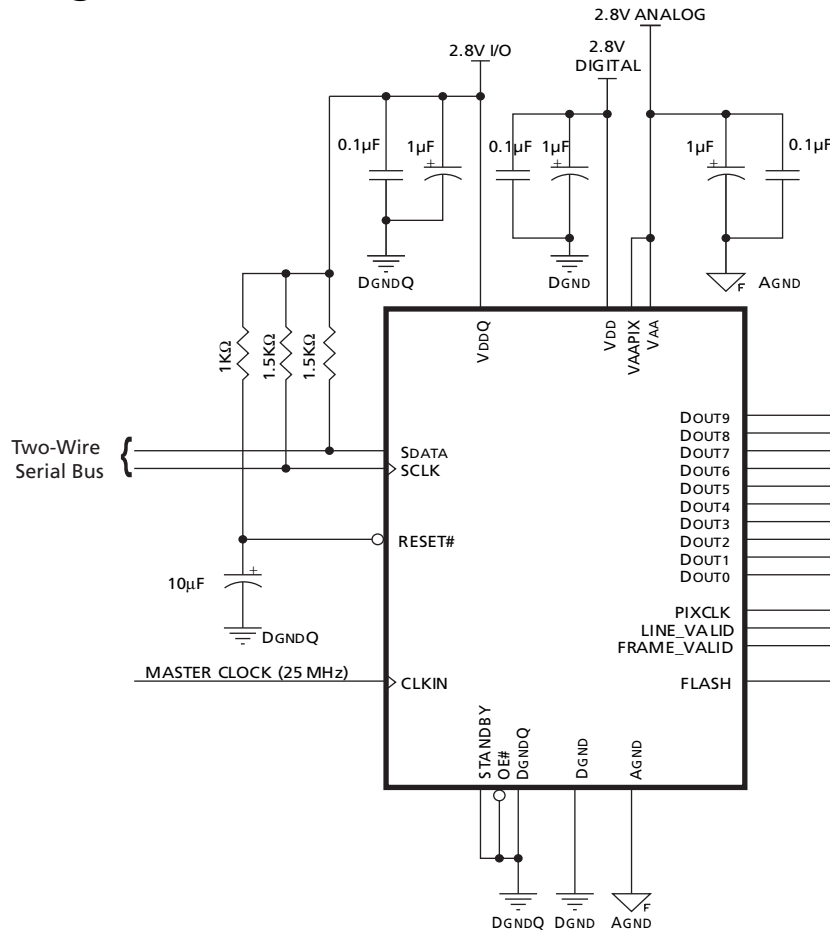 2.8V ANALOG
2.8V I/O
2.8V
DIGITAL
0.1µF
1µF
0.1µF
1µF
1µF
0.1µF
DGNDQ
DGND
F
AGND
VDDQ
VDD
VAAPIX
VAA
1KΩ
1.5KΩ
1.5KΩ
Two-Wire
Serial Bus
{
SDATA
SCLK
RESET#
10µF
DGNDQ
MASTER CLOCK (25 MHz)
CLKIN
DOUT9
DOUT8
DOUT7
DOUT6
DOUT5
DOUT4
DOUT3
DOUT2
DOUT1
DOUT0
PIXCLK
LINE_VALID
FRAME_VALID
FLASH
STANDBY
OE#
DGNDQ
DGND
AGND
F
DGNDQ
DGND
AGND